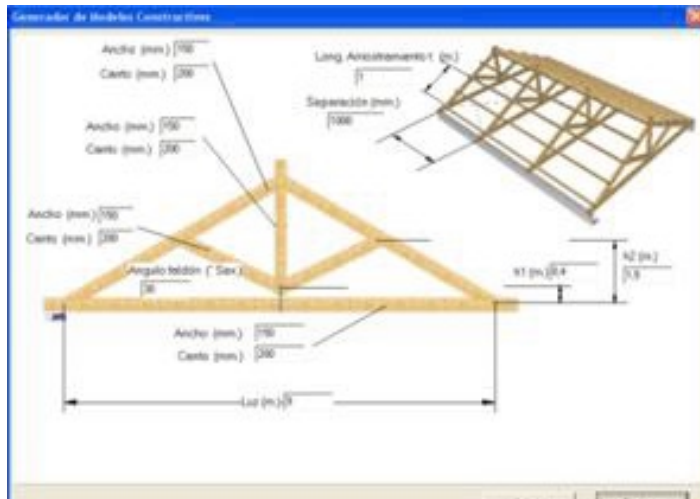 Generador de Modelos Constructivos
Ancho (mm.) 150
Canto (mm.) 200
Long. Arriostramiento t. (m.)
1
Separación (mm.)
1000
Ancho (mm.) 150
Canto (mm.) 200
Ancho (mm.) 150
Canto (mm.) 200
Angulo faldón (° Sex.)
30
h1 (m.) 0,4
h2 (m.)
1,5
Ancho (mm.) 150
Canto (mm.) 200
Luz (m.) 9